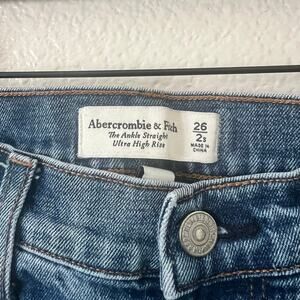 Abercrombie & Fitch
The Ankle Straight
Ultra High Rise
26
2s
MADE IN
CHINA